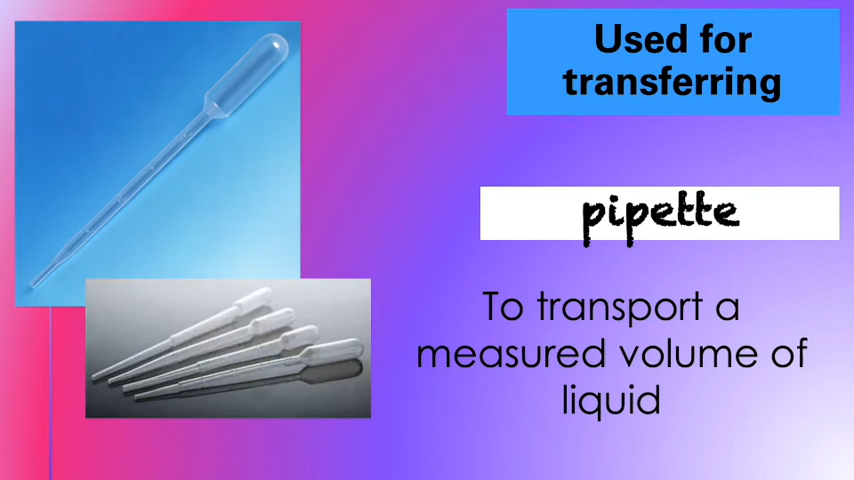 Used for
transferring
pipette
To transport a
measured volume of
liquid